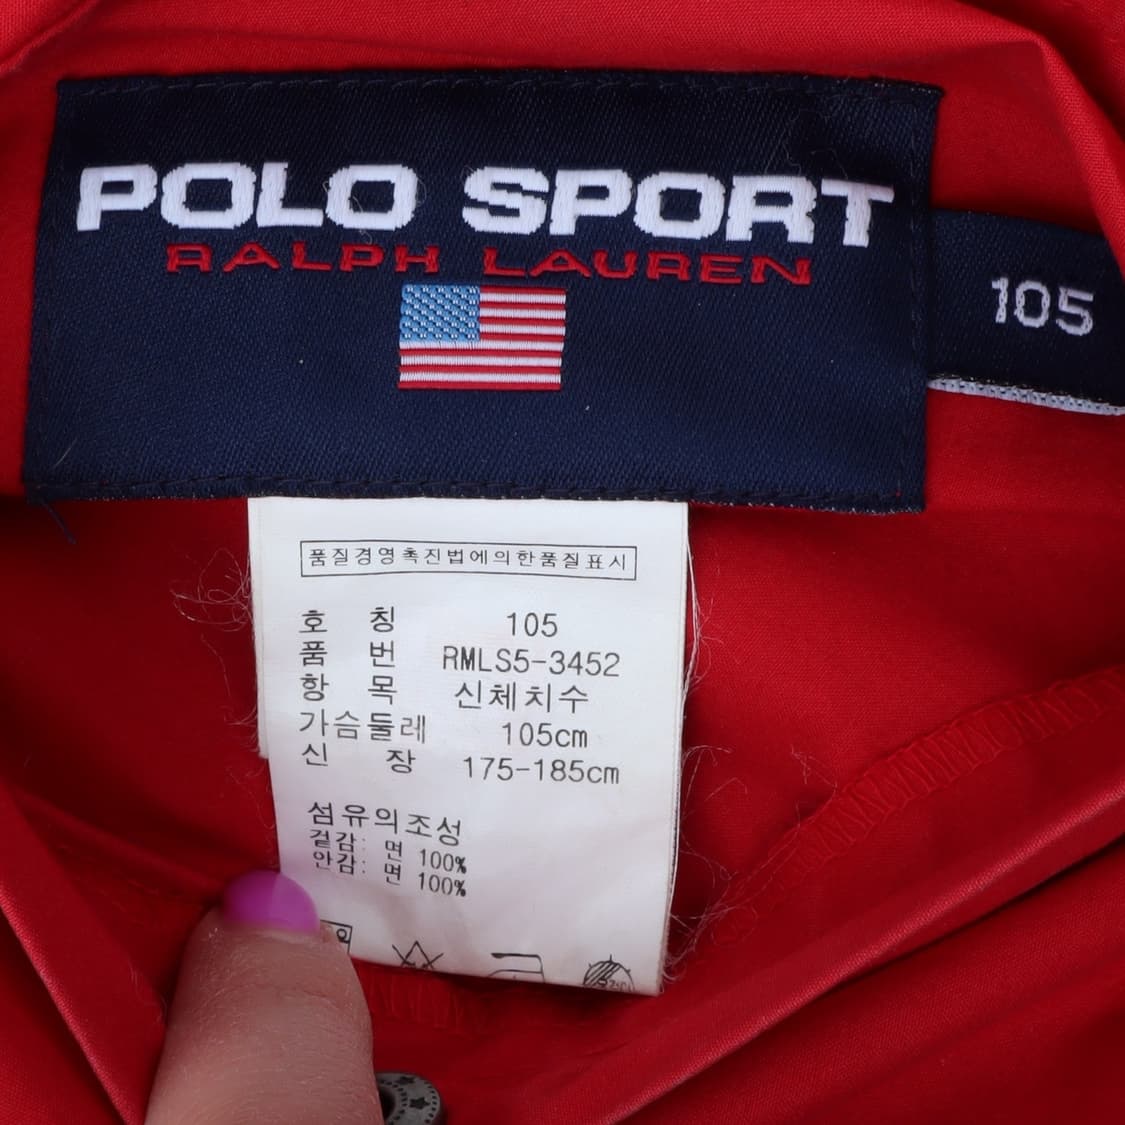 POLO SPORT
RALPH LAUREN
105
품질경영촉진법에의한품질표시
호 칭 105
품 번 RMLS5-3452
항 목 신체치수
가슴둘레 105cm
신 장 175-185cm
섬유의조성
겉감: 면 100%
안감: 면 100%